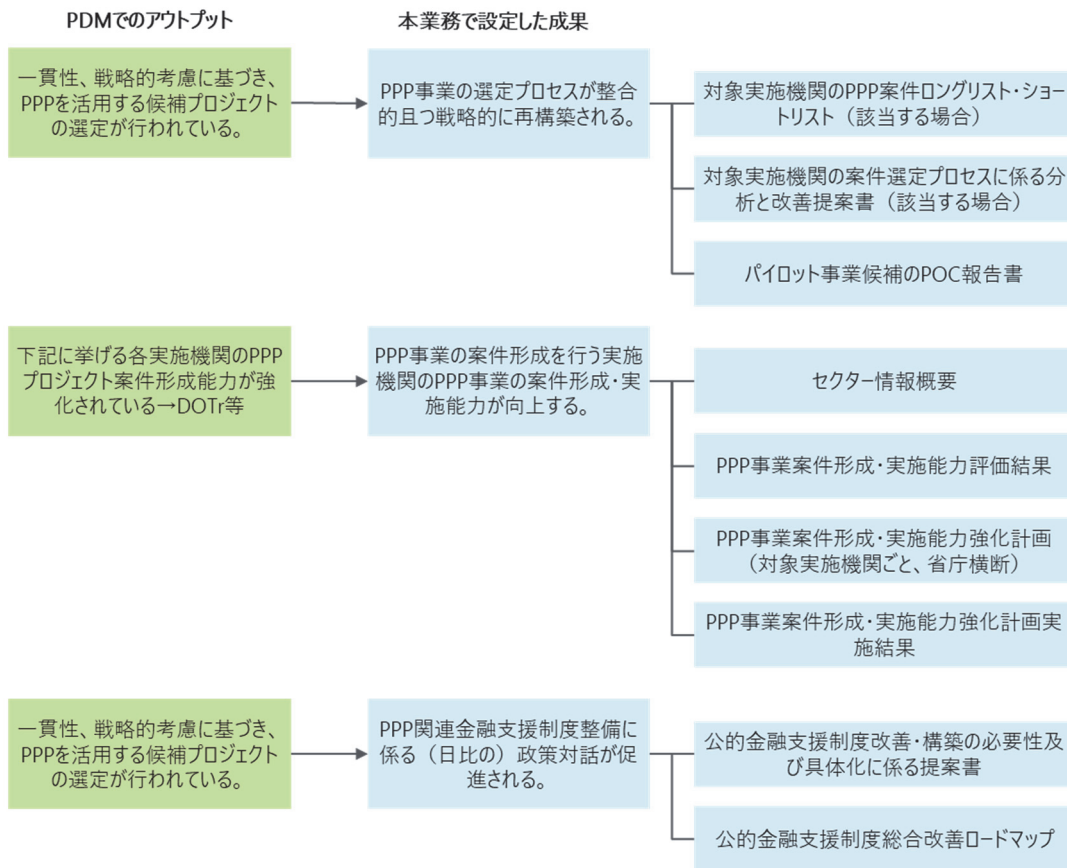 PDMでのアウトプット
本業務で設定した成果
一貫性、戦略的考慮に基づき、
PPPを活用する候補プロジェクト
の選定が行われている。
PPP事業の選定プロセスが整合
的且つ戦略的に再構築される。
対象実施機関のPPP案件ロングリスト・ショー
トリスト（該当する場合）
対象実施機関の案件選定プロセスに係る分
析と改善提案書（該当する場合）
パイロット事業候補のPOC報告書
下記に挙げる各実施機関のPPP
プロジェクト案件形成能力が強
化されている→DOTr等
PPP事業の案件形成を行う実施
機関のPPP事業の案件形成・実
施能力が向上する。
セクター情報概要
PPP事業案件形成・実施能力評価結果
PPP事業案件形成・実施能力強化計画
（対象実施機関ごと、省庁横断）
PPP事業案件形成・実施能力強化計画実
施結果
一貫性、戦略的考慮に基づき、
PPPを活用する候補プロジェクト
の選定が行われている。
PPP関連金融支援制度整備に
係る（日比の）政策対話が促
進される。
公的金融支援制度改善・構築の必要性及
び具体化に係る提案書
公的金融支援制度総合改善ロードマップ